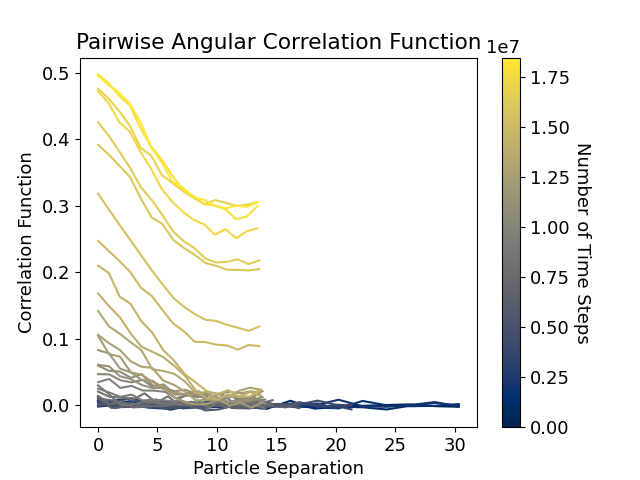 Pairwise Angular Correlation Function
1e7
0.5
0.4
0.3
0.2
0.1
0.0
Correlation Function
0 5 10 15 20 25 30
Particle Separation
1.75
1.50
1.25
1.00
0.75
0.50
0.25
0.00
Number of Time Steps